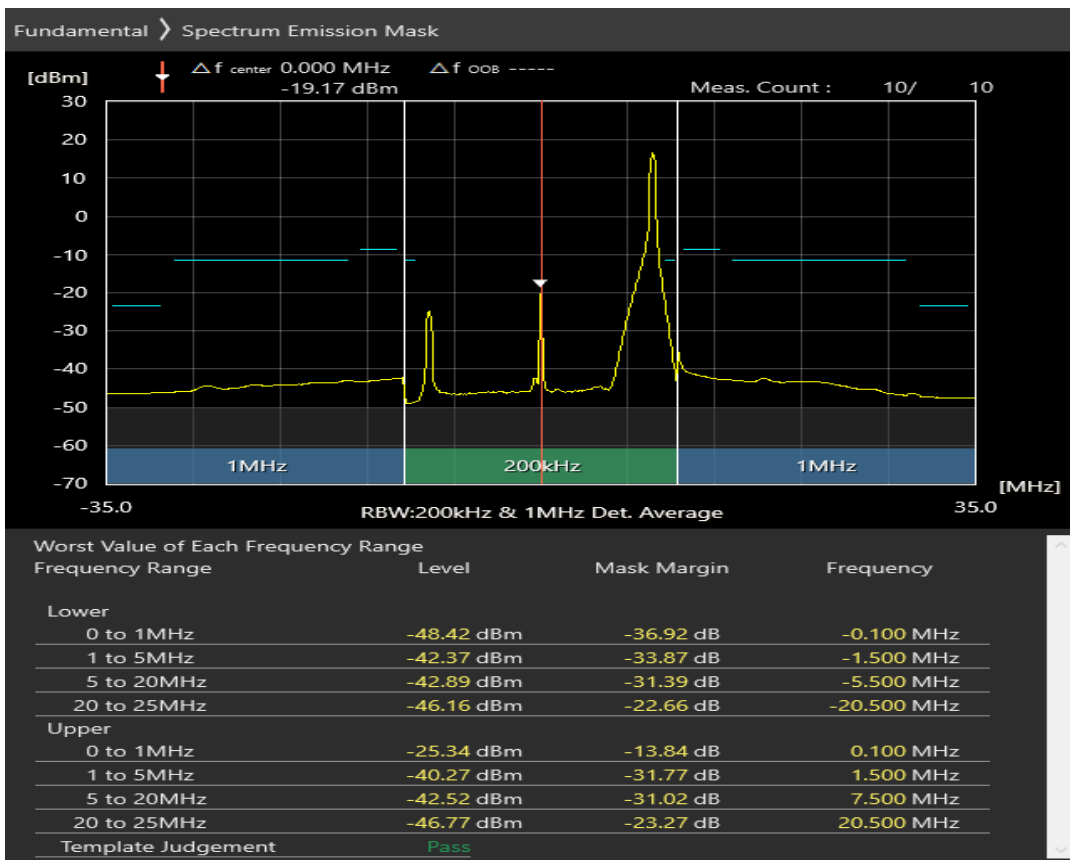 Fundamental 〉 Spectrum Emission Mask
[dBm]
△f center 0.000 MHz △f OOB -----
-19.17 dBm
Meas. Count : 10/ 10
30
20
10
0
-10
-20
-30
-40
-50
-60
-70
1MHz 200kHz 1MHz
[MHz]
-35.0 RBW:200kHz & 1MHz Det. Average 35.0
Worst Value of Each Frequency Range
Frequency Range Level Mask Margin Frequency
Lower
0 to 1MHz -48.42 dBm -36.92 dB -0.100 MHz
1 to 5MHz -42.37 dBm -33.87 dB -1.500 MHz
5 to 20MHz -42.89 dBm -31.39 dB -5.500 MHz
20 to 25MHz -46.16 dBm -22.66 dB -20.500 MHz
Upper
0 to 1MHz -25.34 dBm -13.84 dB 0.100 MHz
1 to 5MHz -40.27 dBm -31.77 dB 1.500 MHz
5 to 20MHz -42.52 dBm -31.02 dB 7.500 MHz
20 to 25MHz -46.77 dBm -23.27 dB 20.500 MHz
Template Judgement Pass